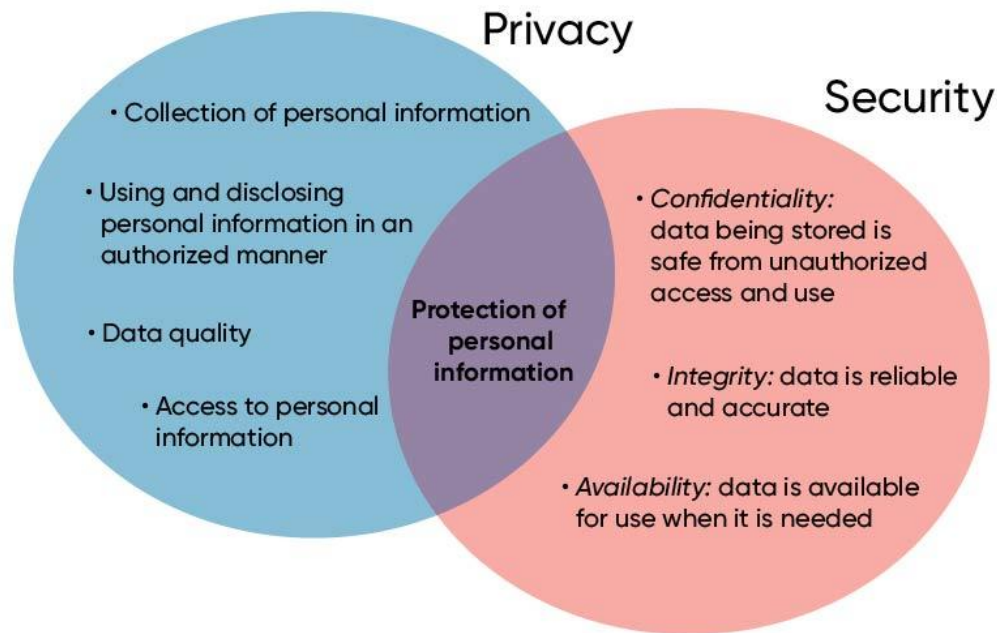 Privacy
Security
• Collection of personal information
• Using and disclosing
personal information in an
authorized manner
• Data quality
• Access to personal
information
Protection of
personal
information
• Confidentiality:
data being stored is
safe from unauthorized
access and use
• Integrity: data is reliable
and accurate
• Availability: data is available
for use when it is needed